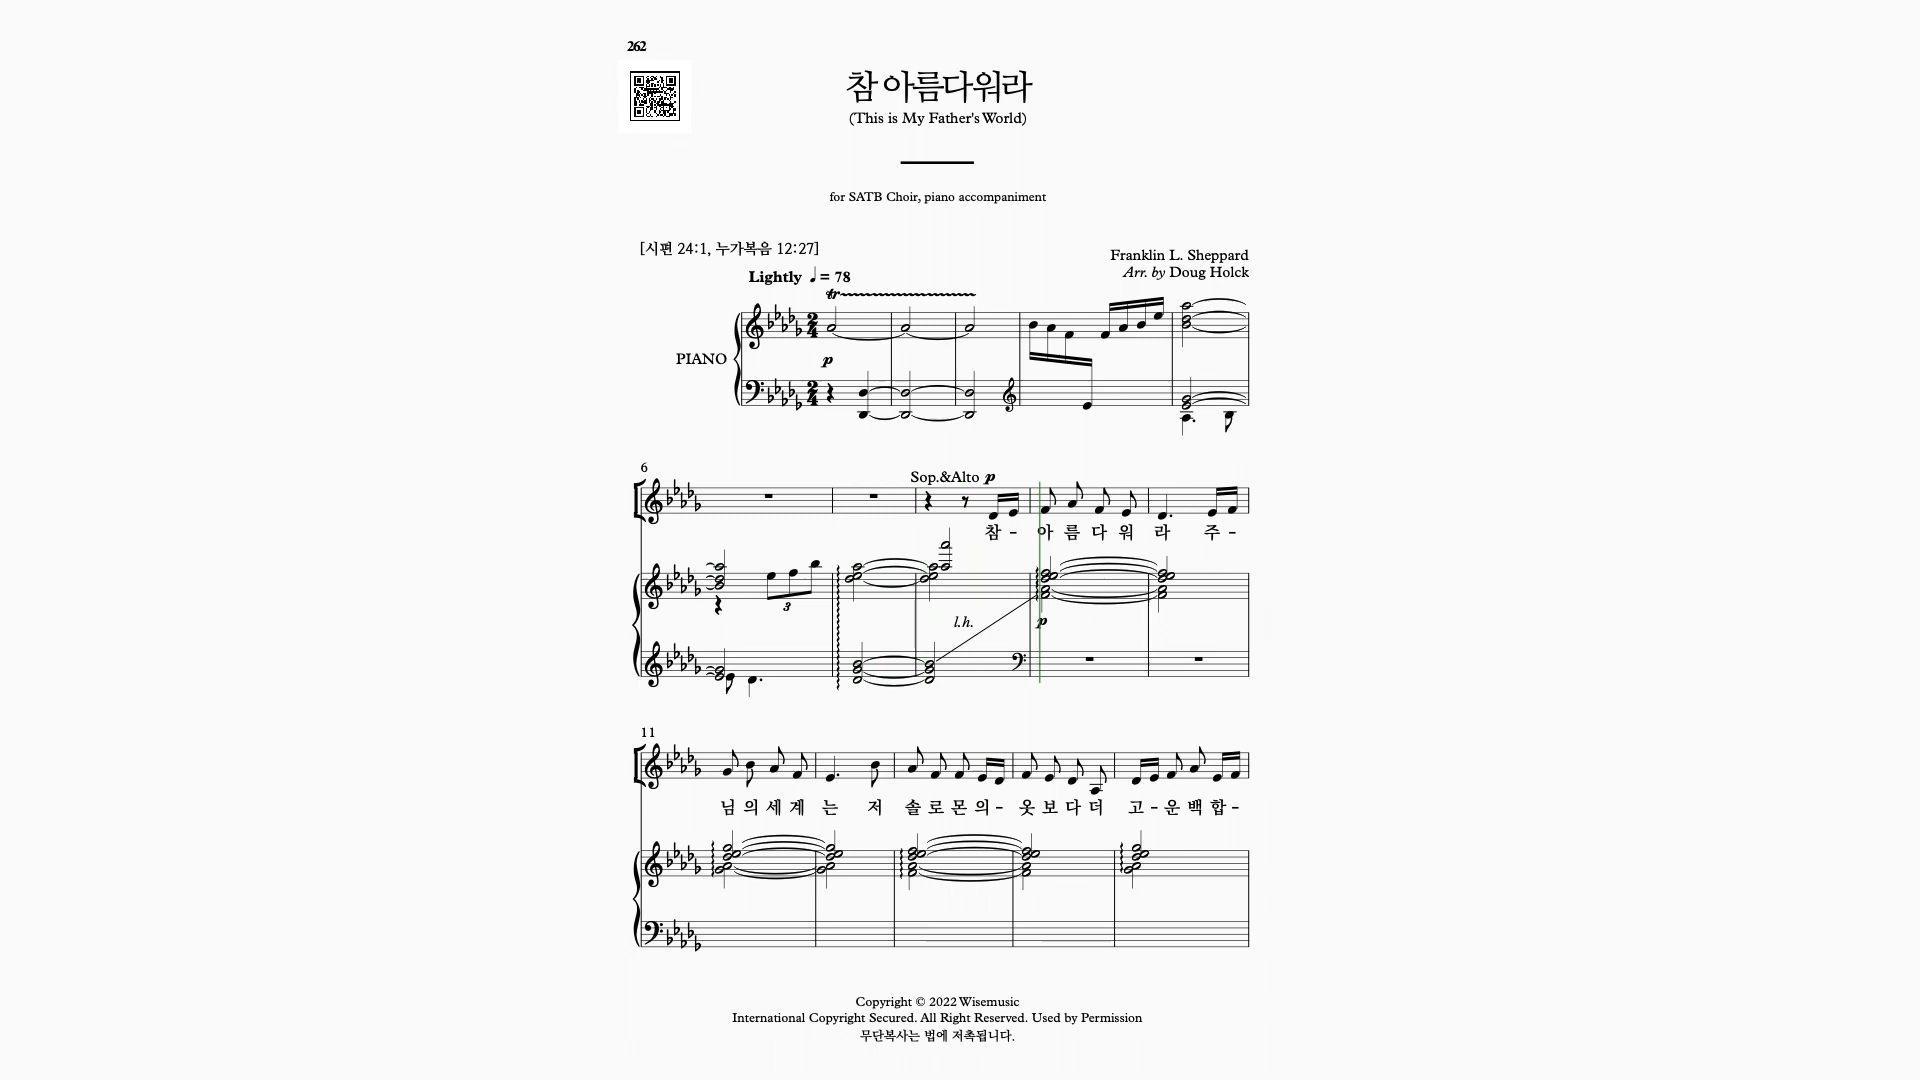 262
참 아름다워라
(This is My Father's World)
for SATB Choir, piano accompaniment
[시편 24:1, 누가복음 12:27]
Franklin L. Sheppard
Lightly ♩= 78
Arr. by Doug Holck
tr
PIANO
p
6
Sop.&Alto p
참 - 아 름 다 워 라 주 -
3
l.h.
p
11
님 의 세 계 는 저 솔 로 몬 의 - 옷 보 다 더 고 - 운 백 합 -
Copyright © 2022 Wisemusic
International Copyright Secured. All Right Reserved. Used by Permission
무단복사는 법에 저촉됩니다.